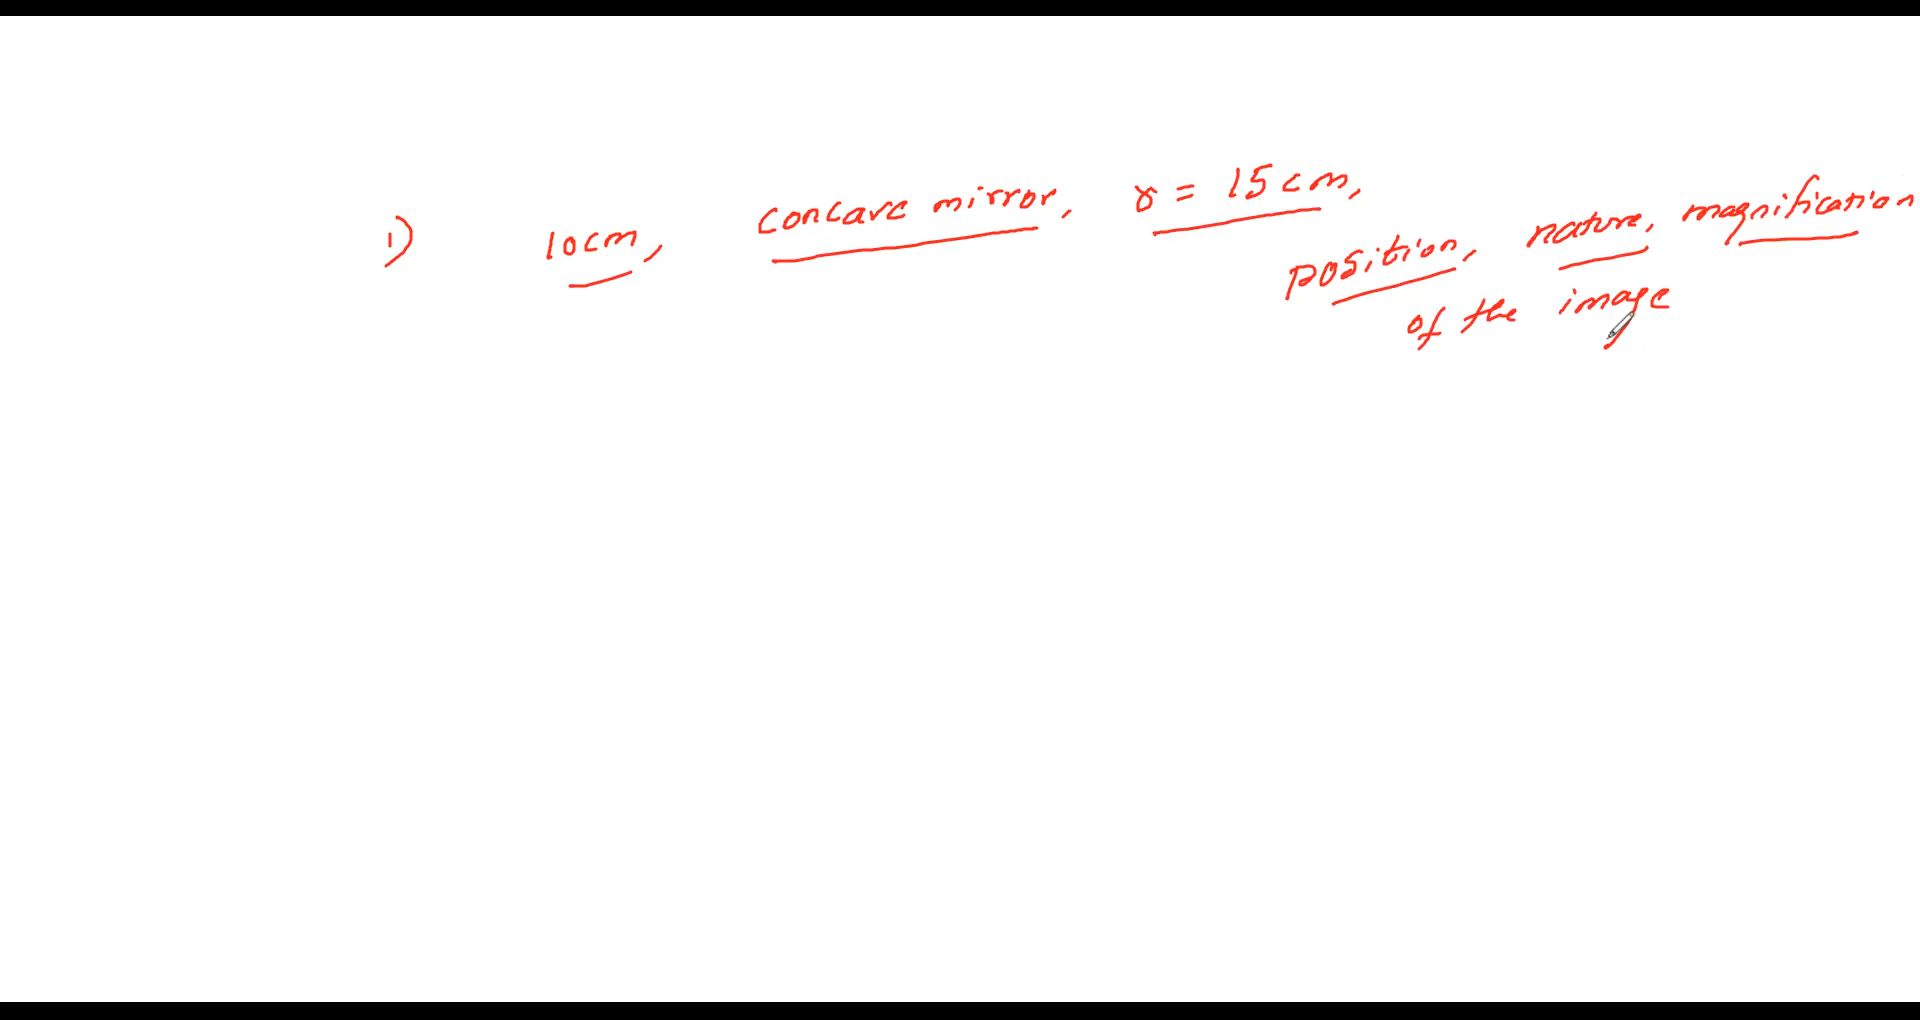 1) 10cm, concave mirror, r = 15cm,
position, nature, magnification
of the image